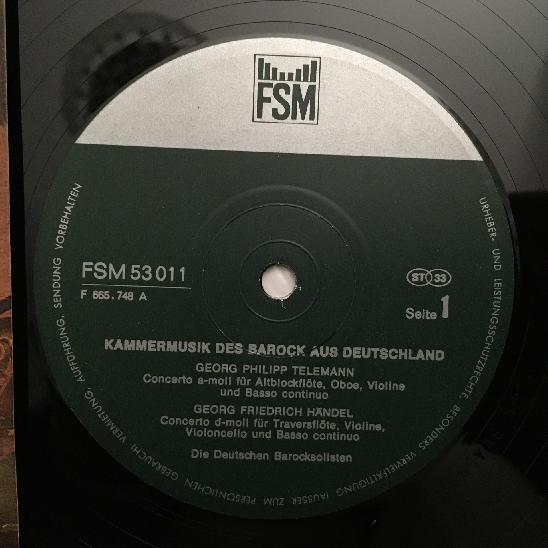 FSM
FSM 53 011
F 665.748 A
ST 33
Seite 1
KAMMERMUSIK DES BAROCK AUS DEUTSCHLAND
GEORG PHILIPP TELEMANN
Concerto a-moll für Altblockflöte, Oboe, Violine
und Basso continuo
GEORG FRIEDRICH HÄNDEL
Concerto d-moll für Traversflöte, Violine,
Violoncello und Basso continuo
Die Deutschen Barocksolisten
URHEBER- UND LEISTUNGSSCHUTZRECHTE, BESONDERS VERVIELFÄLTIGUNG (AUSSER ZUM PERSÖNLICHEN GEBRAUCH) VERMIETUNG, AUFFÜHRUNG, SENDUNG VORBEHALTEN